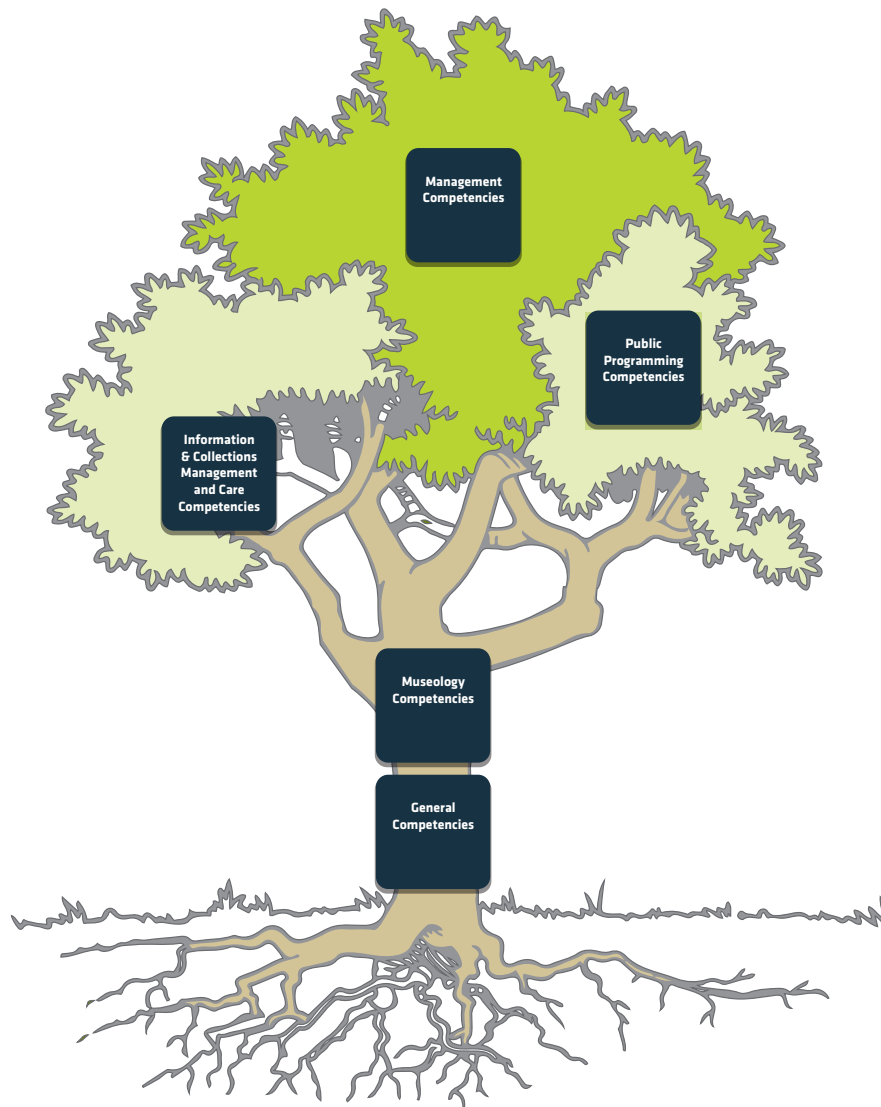 Management
Competencies
Public
Programming
Competencies
Information
& Collections
Management
and Care
Competencies
Museology
Competencies
General
Competencies